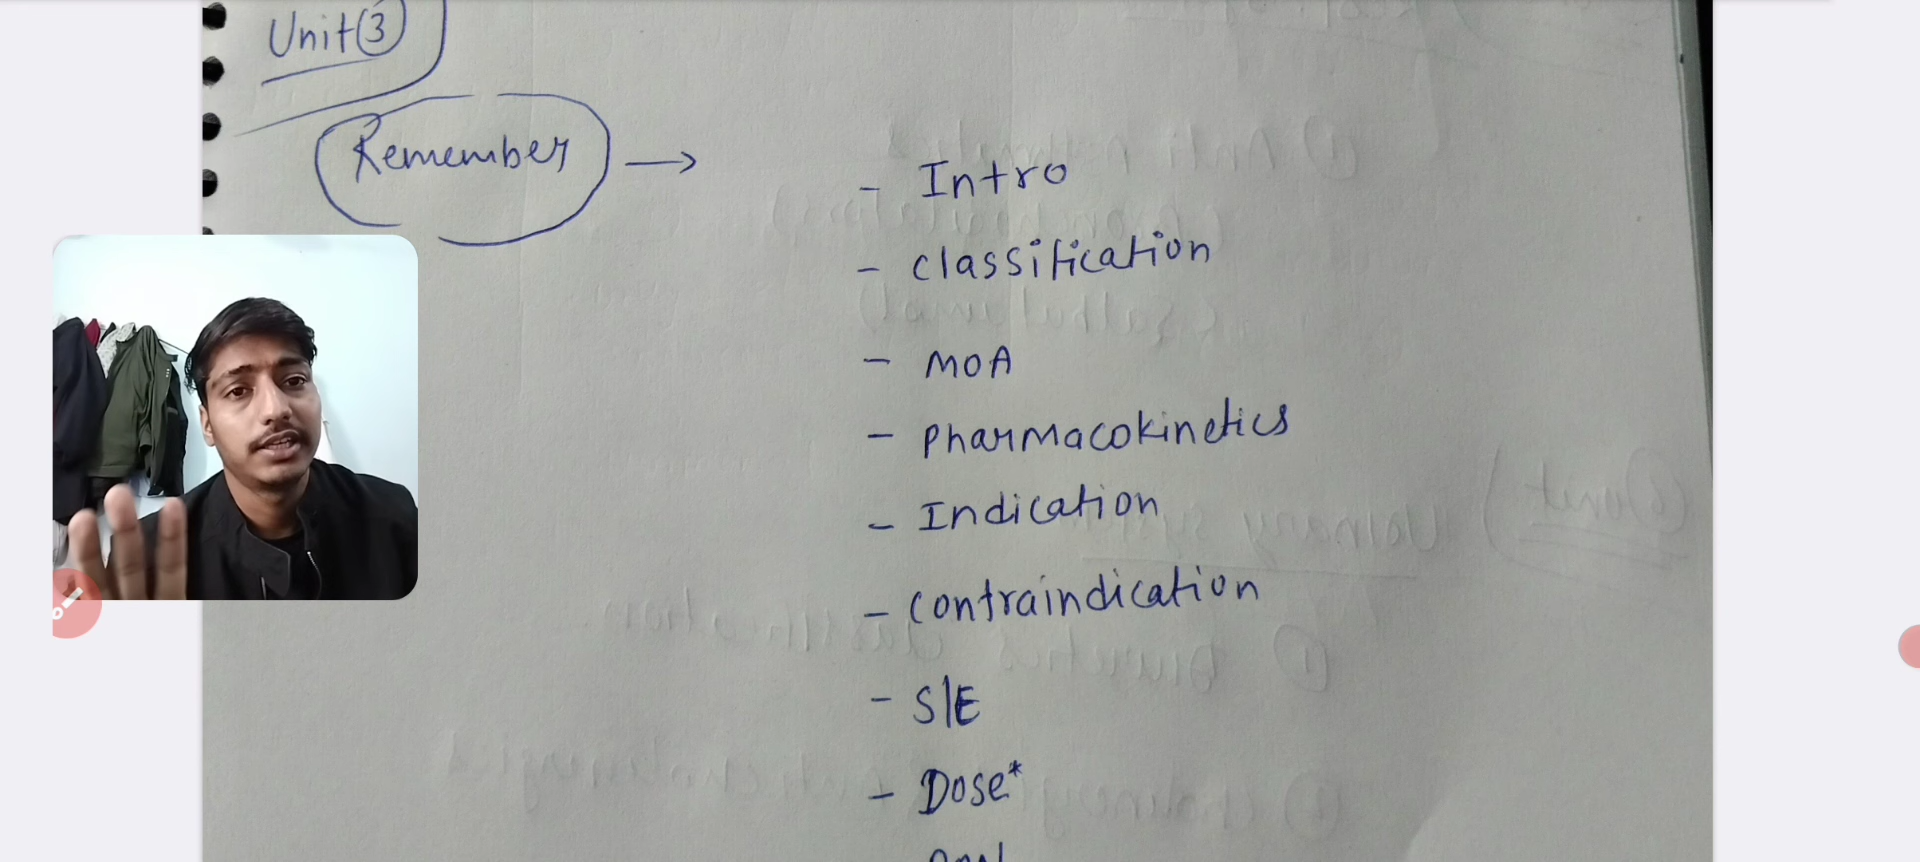 Unit(3)
Remember →
- Intro
- classification
- MOA
- Pharmacokinetics
- Indication
- Contraindication
- S/E
- Dose*